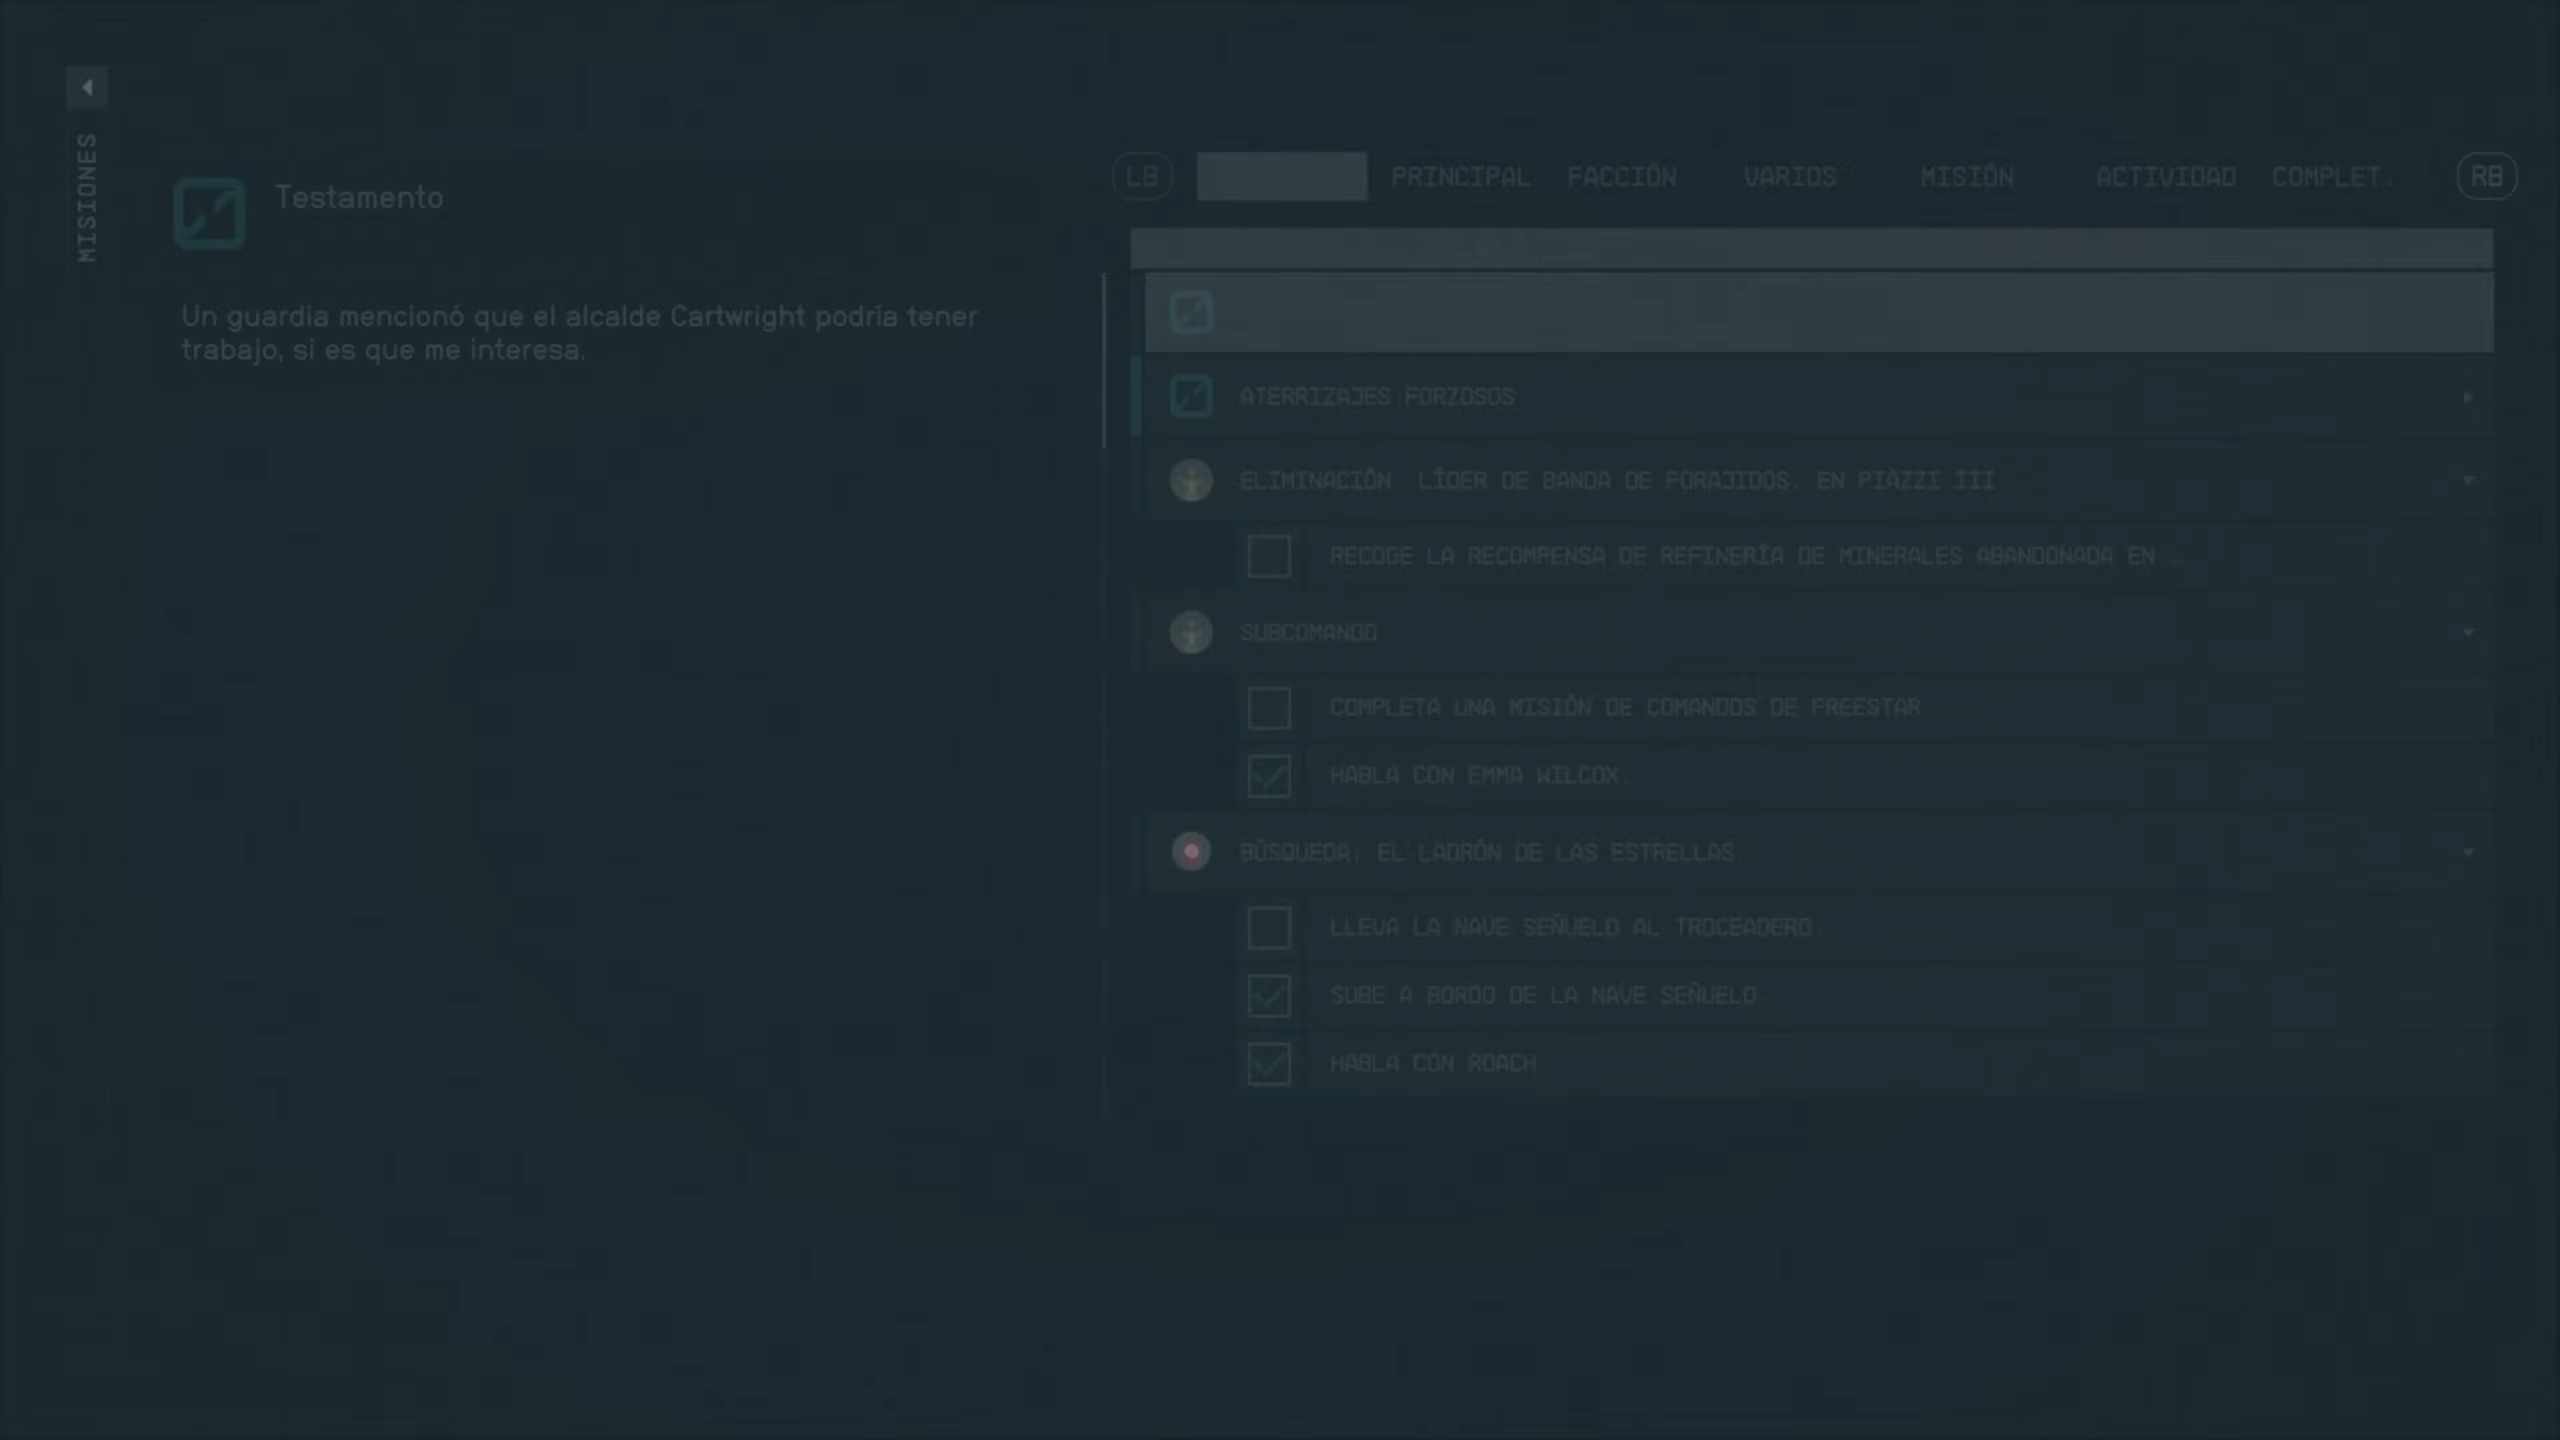 MISIONES
Testamento
Un guardia mencionó que el alcalde Cartwright podría tener
trabajo, si es que me interesa.
LB
PRINCIPAL
FACCIÓN
VARIOS
MISIÓN
ACTIVIDAD
COMPLET.
RB
ATERRIZAJES FORZOSOS
ELIMINACIÓN LÍDER DE BANDA DE FORAJIDOS. EN PIAZZI III
RECOGE LA RECOMPENSA DE REFINERÍA DE MINERALES ABANDONADA EN …
SUBCOMANDO
COMPLETA UNA MISIÓN DE COMANDOS DE FREESTAR
HABLA CON EMMA WILCOX.
BÚSQUEDA: EL LADRÓN DE LAS ESTRELLAS
LLEVA LA NAVE SEÑUELO AL TROCEADERO.
SUBE A BORDO DE LA NAVE SEÑUELO.
HABLA CON ROACH